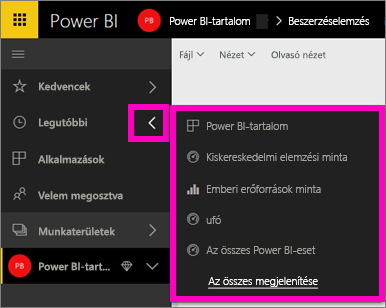 Power BI
PB
Power BI-tartalom
Beszerzéselemzés
Fájl
Nézet
Olvasó nézet
Kedvencek
Legutóbbi
Alkalmazások
Velem megosztva
Munkaterületek
PB
Power BI-tart...
Power BI-tartalom
Kiskereskedelmi elemzési minta
Emberi erőforrások minta
ufó
Az összes Power BI-eset
Az összes megjelenítése